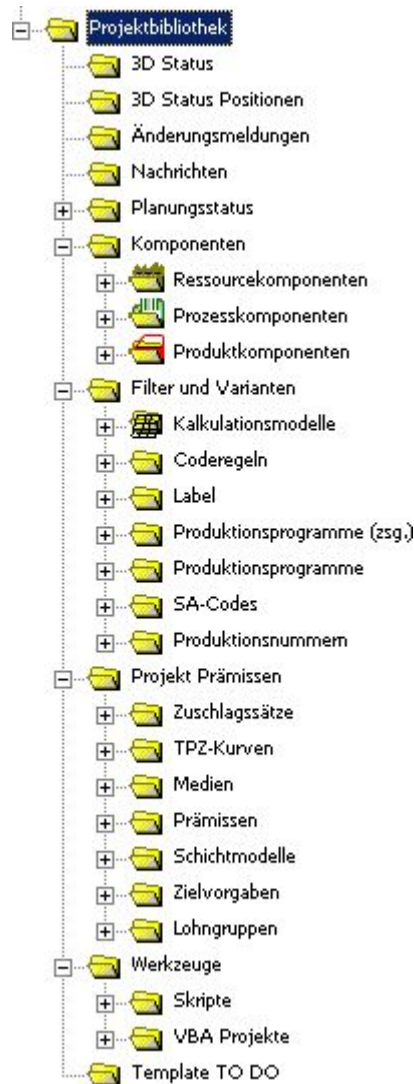 Projektbibliothek
3D Status
3D Status Positionen
Änderungsmeldungen
Nachrichten
Planungsstatus
Komponenten
Ressourcekomponenten
Prozesskomponenten
Produktkomponenten
Filter und Varianten
Kalkulationsmodelle
Coderegeln
Label
Produktionsprogramme (zsg.)
Produktionsprogramme
SA-Codes
Produktionsnummern
Projekt Prämissen
Zuschlagssätze
TPZ-Kurven
Medien
Prämissen
Schichtmodelle
Zielvorgaben
Lohngruppen
Werkzeuge
Skripte
VBA Projekte
Template TO DO